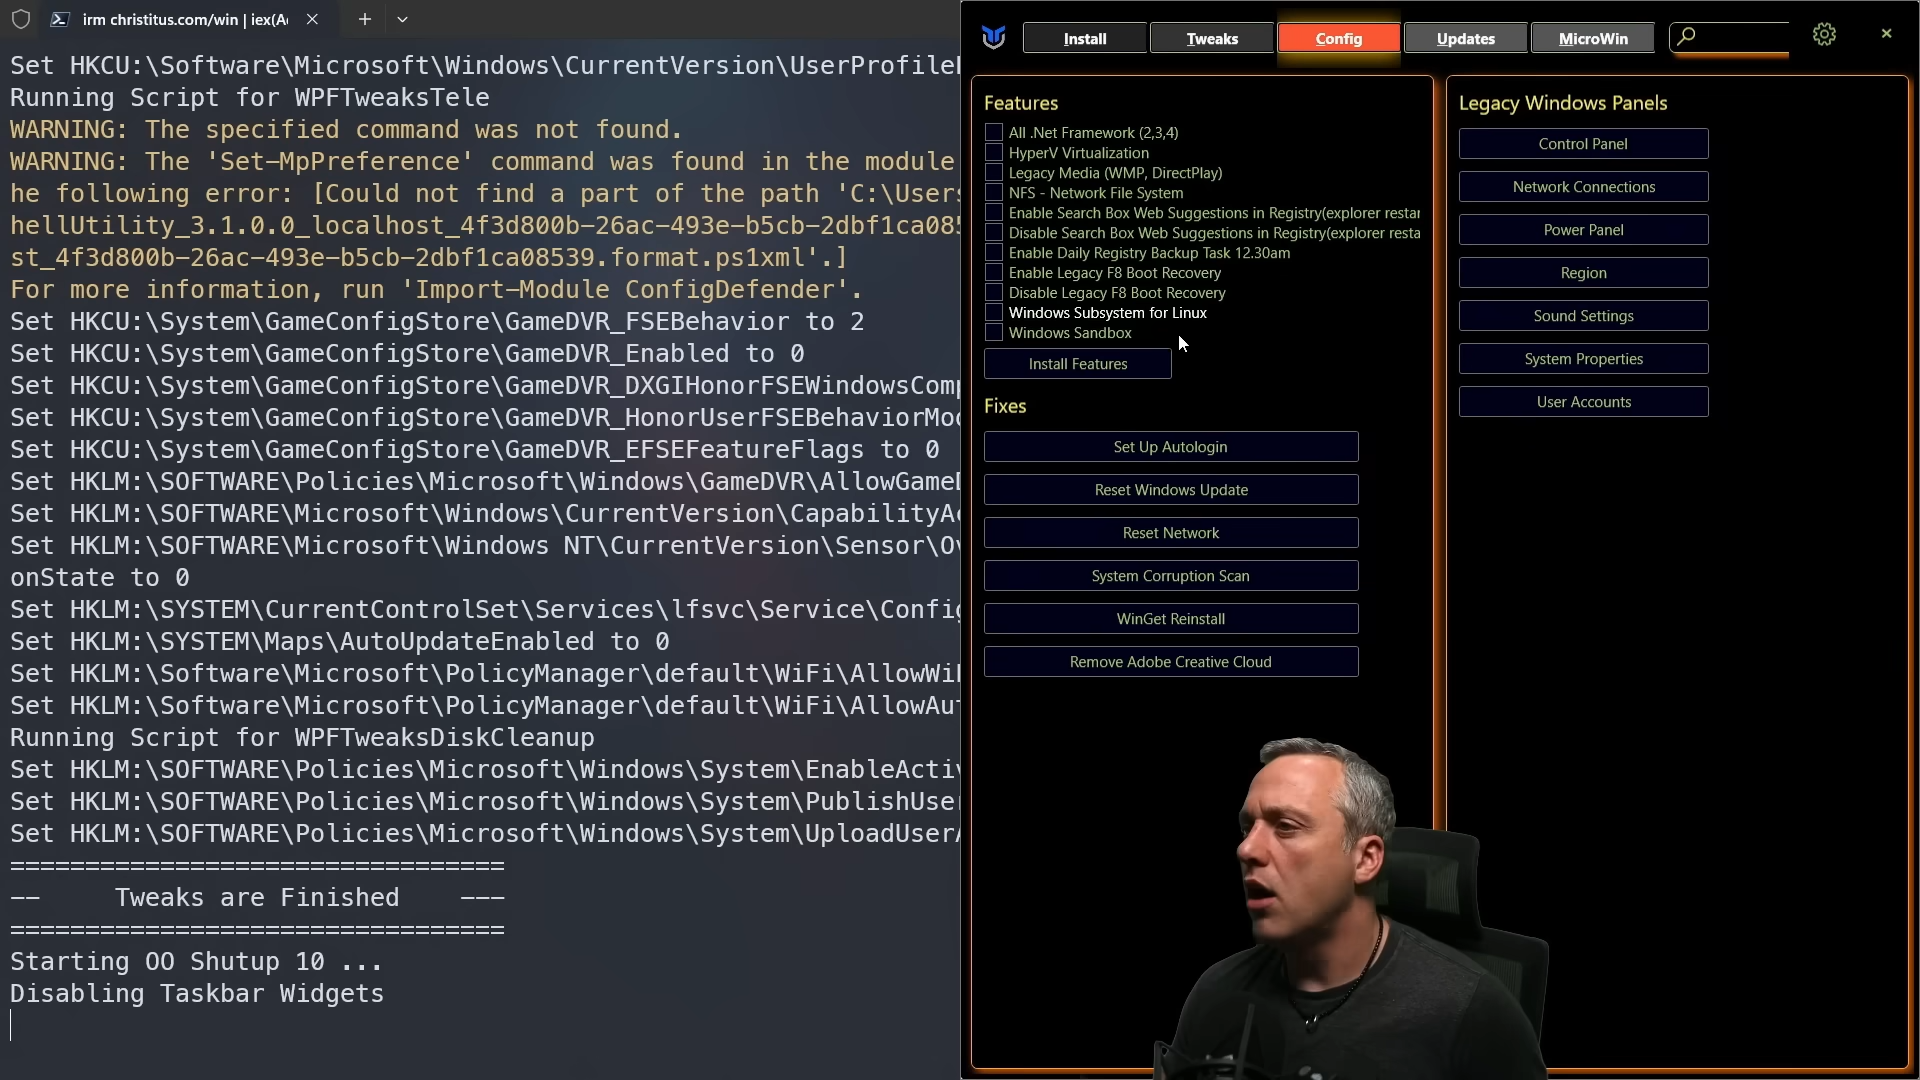 irm christitus.com/win | iex(Ac
Set HKCU:\Software\Microsoft\Windows\CurrentVersion\UserProfile
Running Script for WPFTweaksTele
WARNING: The specified command was not found.
WARNING: The 'Set-MpPreference' command was found in the module
he following error: [Could not find a part of the path 'C:\Users
hellUtility_3.1.0.0_localhost_4f3d800b-26ac-493e-b5cb-2dbf1ca085
st_4f3d800b-26ac-493e-b5cb-2dbf1ca08539.format.ps1xml'.]
For more information, run 'Import-Module ConfigDefender'.
Set HKCU:\System\GameConfigStore\GameDVR_FSEBehavior to 2
Set HKCU:\System\GameConfigStore\GameDVR_Enabled to 0
Set HKCU:\System\GameConfigStore\GameDVR_DXGIHonorFSEWindowsComp
Set HKCU:\System\GameConfigStore\GameDVR_HonorUserFSEBehaviorMod
Set HKCU:\System\GameConfigStore\GameDVR_EFSEFeatureFlags to 0
Set HKLM:\SOFTWARE\Policies\Microsoft\Windows\GameDVR\AllowGameD
Set HKLM:\SOFTWARE\Microsoft\Windows\CurrentVersion\CapabilityAc
Set HKLM:\SOFTWARE\Microsoft\Windows NT\CurrentVersion\Sensor\Ov
onState to 0
Set HKLM:\SYSTEM\CurrentControlSet\Services\lfsvc\Service\Config
Set HKLM:\SYSTEM\Maps\AutoUpdateEnabled to 0
Set HKLM:\Software\Microsoft\PolicyManager\default\WiFi\AllowWiF
Set HKLM:\Software\Microsoft\PolicyManager\default\WiFi\AllowAut
Running Script for WPFTweaksDiskCleanup
Set HKLM:\SOFTWARE\Policies\Microsoft\Windows\System\EnableActiv
Set HKLM:\SOFTWARE\Policies\Microsoft\Windows\System\PublishUser
Set HKLM:\SOFTWARE\Policies\Microsoft\Windows\System\UploadUserA
=================================
-- Tweaks are Finished ---
=================================
Starting OO Shutup 10 ...
Disabling Taskbar Widgets
Install
Tweaks
Config
Updates
MicroWin
Features
All .Net Framework (2,3,4)
HyperV Virtualization
Legacy Media (WMP, DirectPlay)
NFS - Network File System
Enable Search Box Web Suggestions in Registry(explorer restar
Disable Search Box Web Suggestions in Registry(explorer resta
Enable Daily Registry Backup Task 12.30am
Enable Legacy F8 Boot Recovery
Disable Legacy F8 Boot Recovery
Windows Subsystem for Linux
Windows Sandbox
Install Features
Fixes
Set Up Autologin
Reset Windows Update
Reset Network
System Corruption Scan
WinGet Reinstall
Remove Adobe Creative Cloud
Legacy Windows Panels
Control Panel
Network Connections
Power Panel
Region
Sound Settings
System Properties
User Accounts